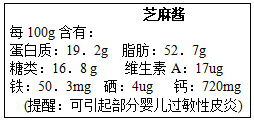 芝麻酱
每 100g 含有：
蛋白质：19．2g 脂肪：52．7g
糖类：16．8 g 维生素 A：17ug
铁：50．3mg 硒：4ug 钙：720mg
(提醒：可引起部分婴儿过敏性皮炎)